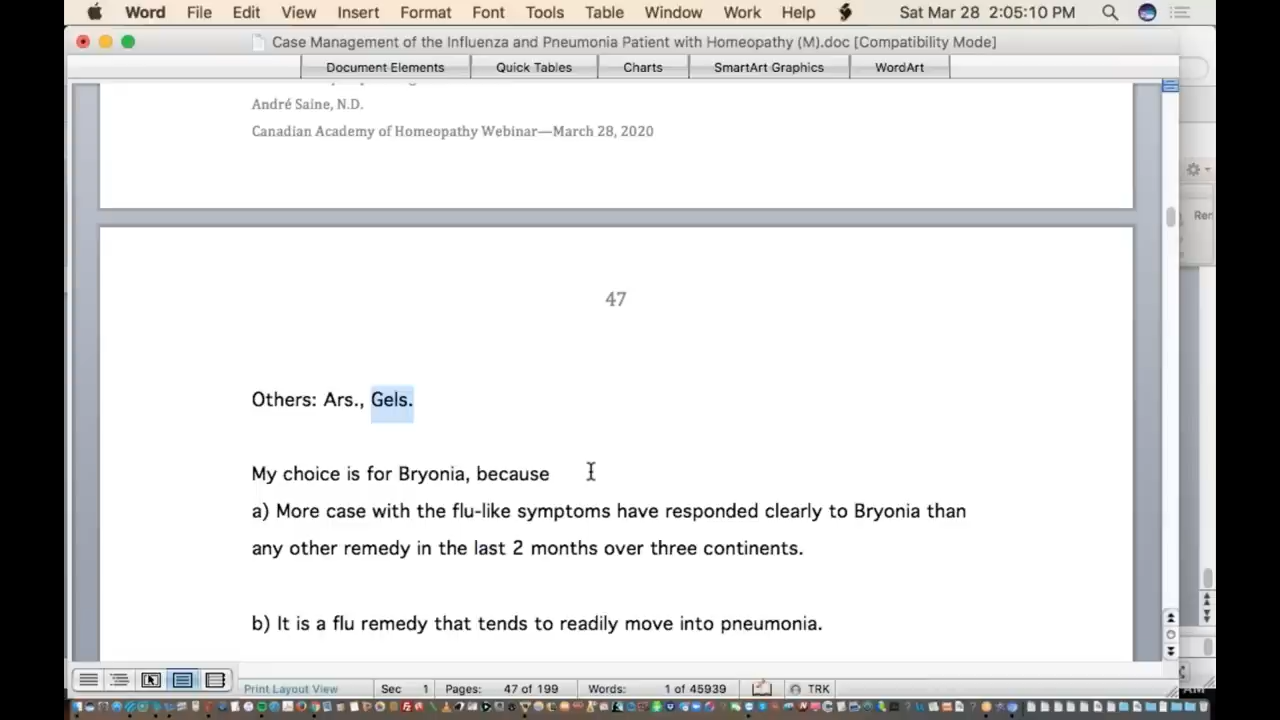 Word File Edit View Insert Format Font Tools Table Window Work Help Sat Mar 28 2:05:10 PM
Case Management of the Influenza and Pneumonia Patient with Homeopathy (M).doc [Compatibility Mode]
Document Elements Quick Tables Charts SmartArt Graphics WordArt
André Saine, N.D.
Canadian Academy of Homeopathy Webinar—March 28, 2020
47
Others: Ars., Gels.
My choice is for Bryonia, because
a) More case with the flu-like symptoms have responded clearly to Bryonia than
any other remedy in the last 2 months over three continents.
b) It is a flu remedy that tends to readily move into pneumonia.
Print Layout View Sec 1 Pages: 47 of 199 Words: 1 of 45939 TRK